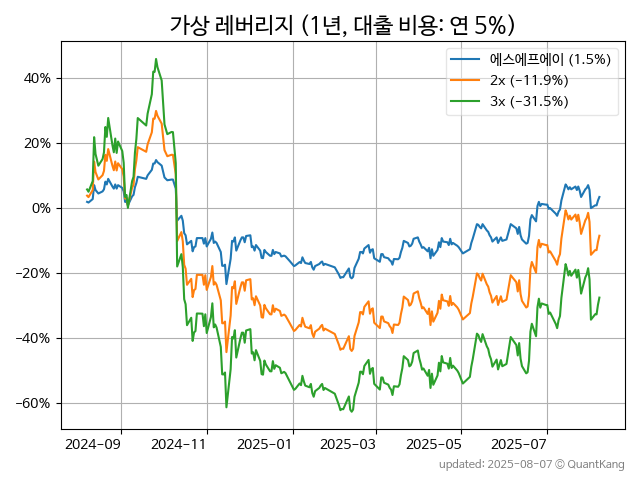 가상 레버리지 (1년, 대출 비용: 연 5%)
에스에프에이 (1.5%)
2x (−11.9%)
3x (−31.5%)
40%
20%
0%
−20%
−40%
−60%
2024-09
2024-11
2025-01
2025-03
2025-05
2025-07
updated: 2025-08-07 © QuantKang